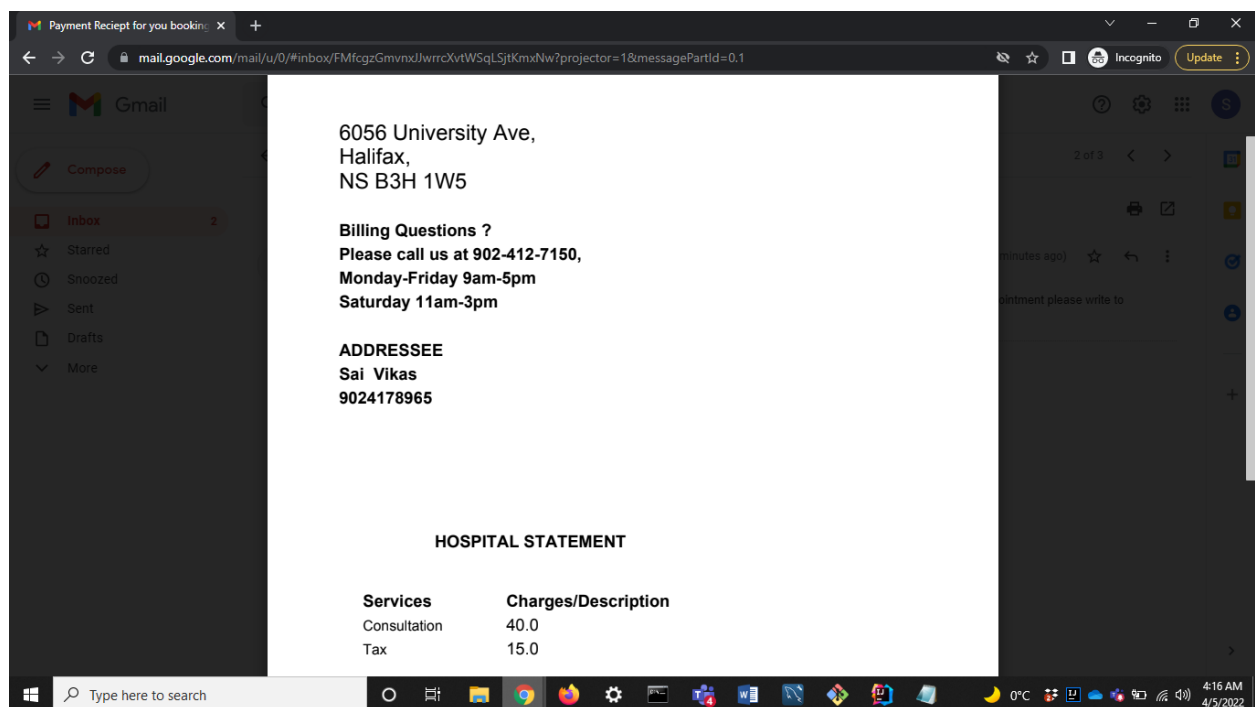 Payment Reciept for you booking
mail.google.com/mail/u/0/#inbox/FMfcgzGmvnxJJwrrcXvtWSqLSjtKmxNw?projector=1&messagePartId=0.1
Incognito
Update
Gmail
S
6056 University Ave,
Halifax,
NS B3H 1W5
Compose
2 of 3
Inbox 2
Starred
Snoozed
Sent
Drafts
More
minutes ago)
ointment please write to
Billing Questions ?
Please call us at 902-412-7150,
Monday-Friday 9am-5pm
Saturday 11am-3pm
ADDRESSEE
Sai Vikas
9024178965
HOSPITAL STATEMENT
Services Charges/Description
Consultation 40.0
Tax 15.0
Type here to search
0°C
4:16 AM
4/5/2022